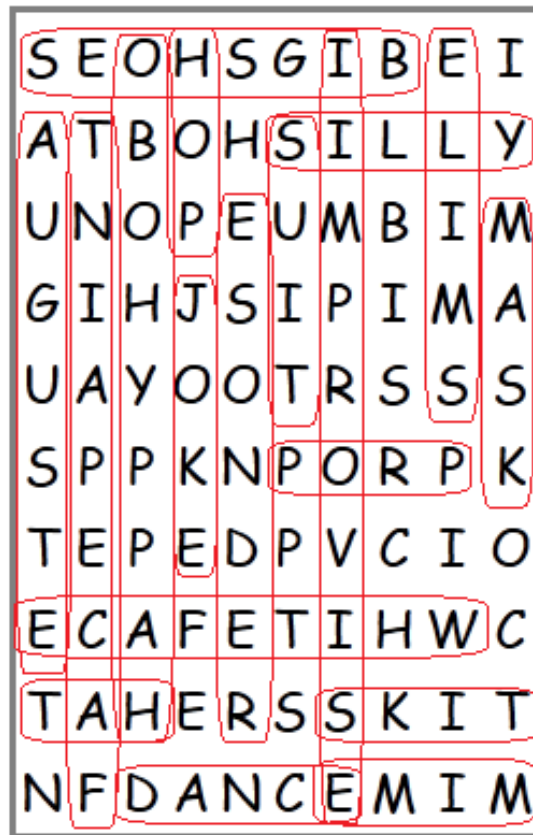 S E O H S G I B E I
A T B O H S I L L Y
U N O P E U M B I M
G I H J S I P I M A
U A Y O O T R S S S
S P P K N P O R P K
T E P E D P V C I O
E C A F E T I H W C
T A H E R S S K I T
N F D A N C E M I M